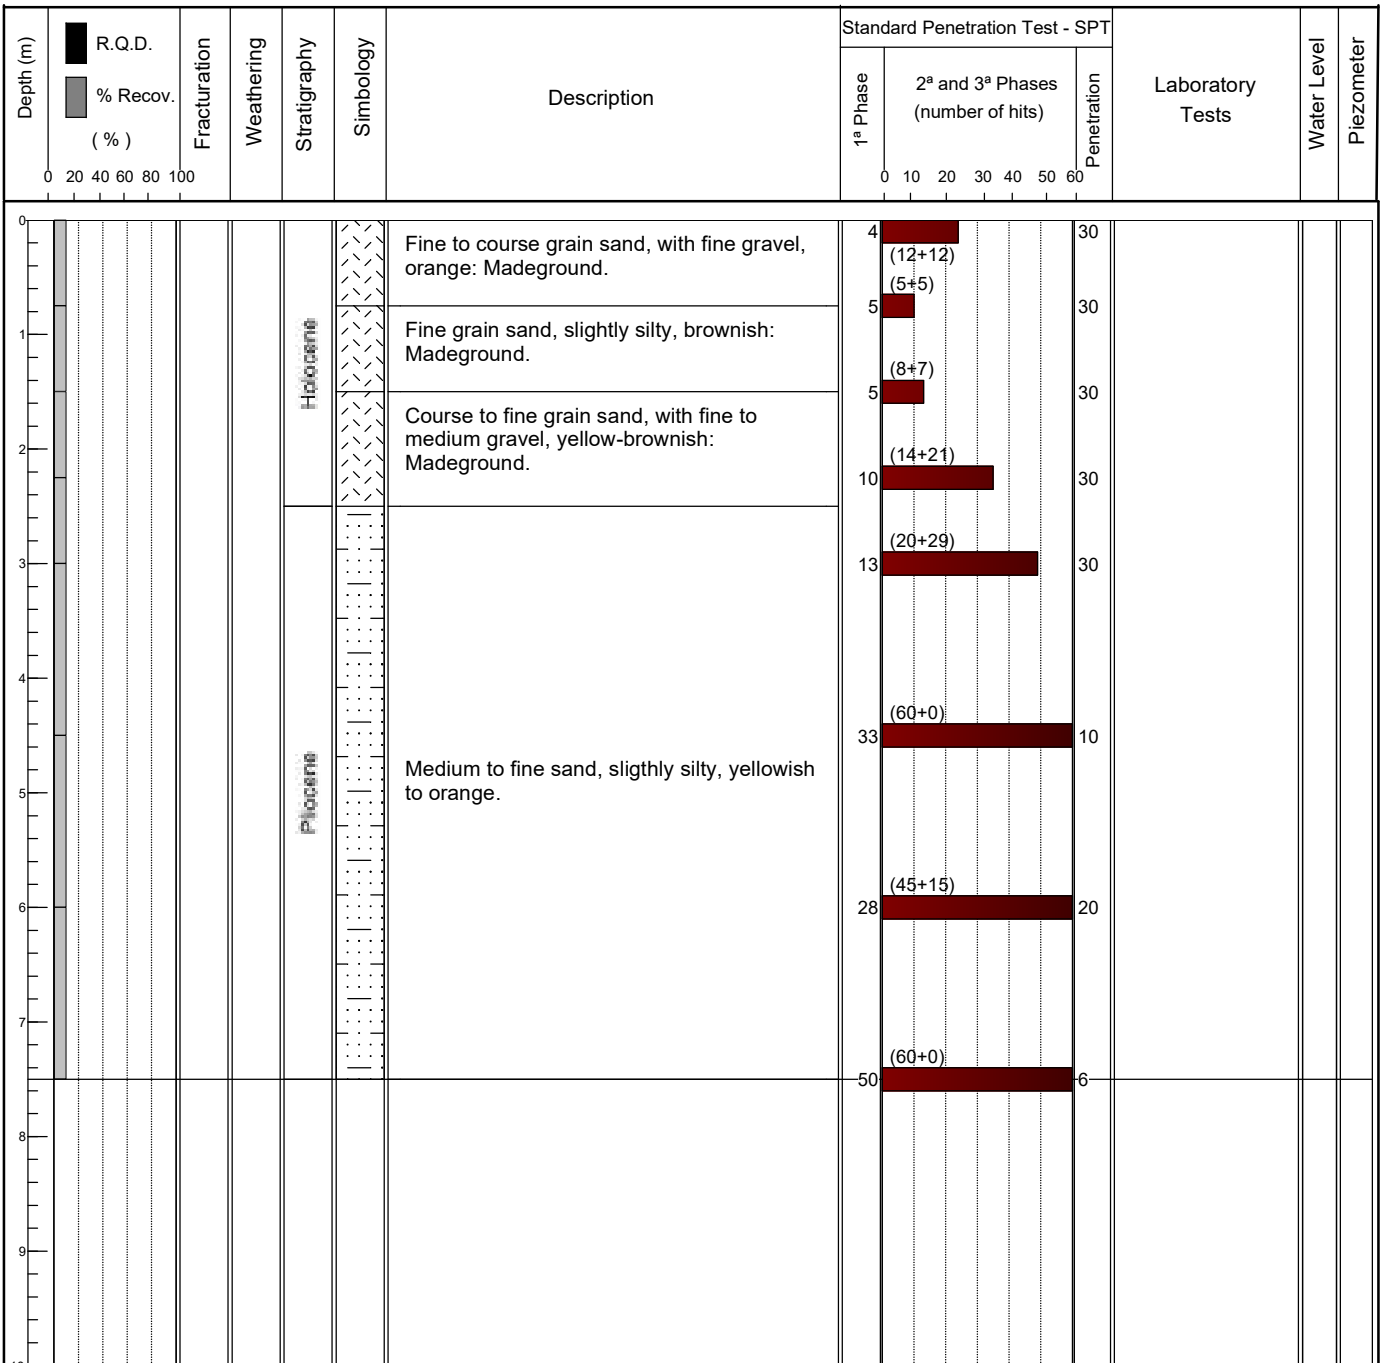 Depth (m)
R.Q.D.
% Recov.
( % )
0 20 40 60 80 100
Fracturation
Weathering
Stratigraphy
Simbology
Description
Standard Penetration Test - SPT
1ª Phase
2ª and 3ª Phases
(number of hits)
0 10 20 30 40 50 60
Penetration
Laboratory
Tests
Water Level
Piezometer
0
Fine to course grain sand, with fine gravel,
orange: Madeground.
4
(12+12)
30
(5+5)
5
30
1
Holocene
Fine grain sand, slightly silty, brownish:
Madeground.
(8+7)
5
30
Course to fine grain sand, with fine to
medium gravel, yellow-brownish:
Madeground.
2
(14+21)
10
30
(20+29)
3
13
30
4
(60+0)
33
10
Pliocene
Medium to fine sand, sligthly silty, yellowish
to orange.
5
(45+15)
6
28
20
7
(60+0)
50
6
8
9